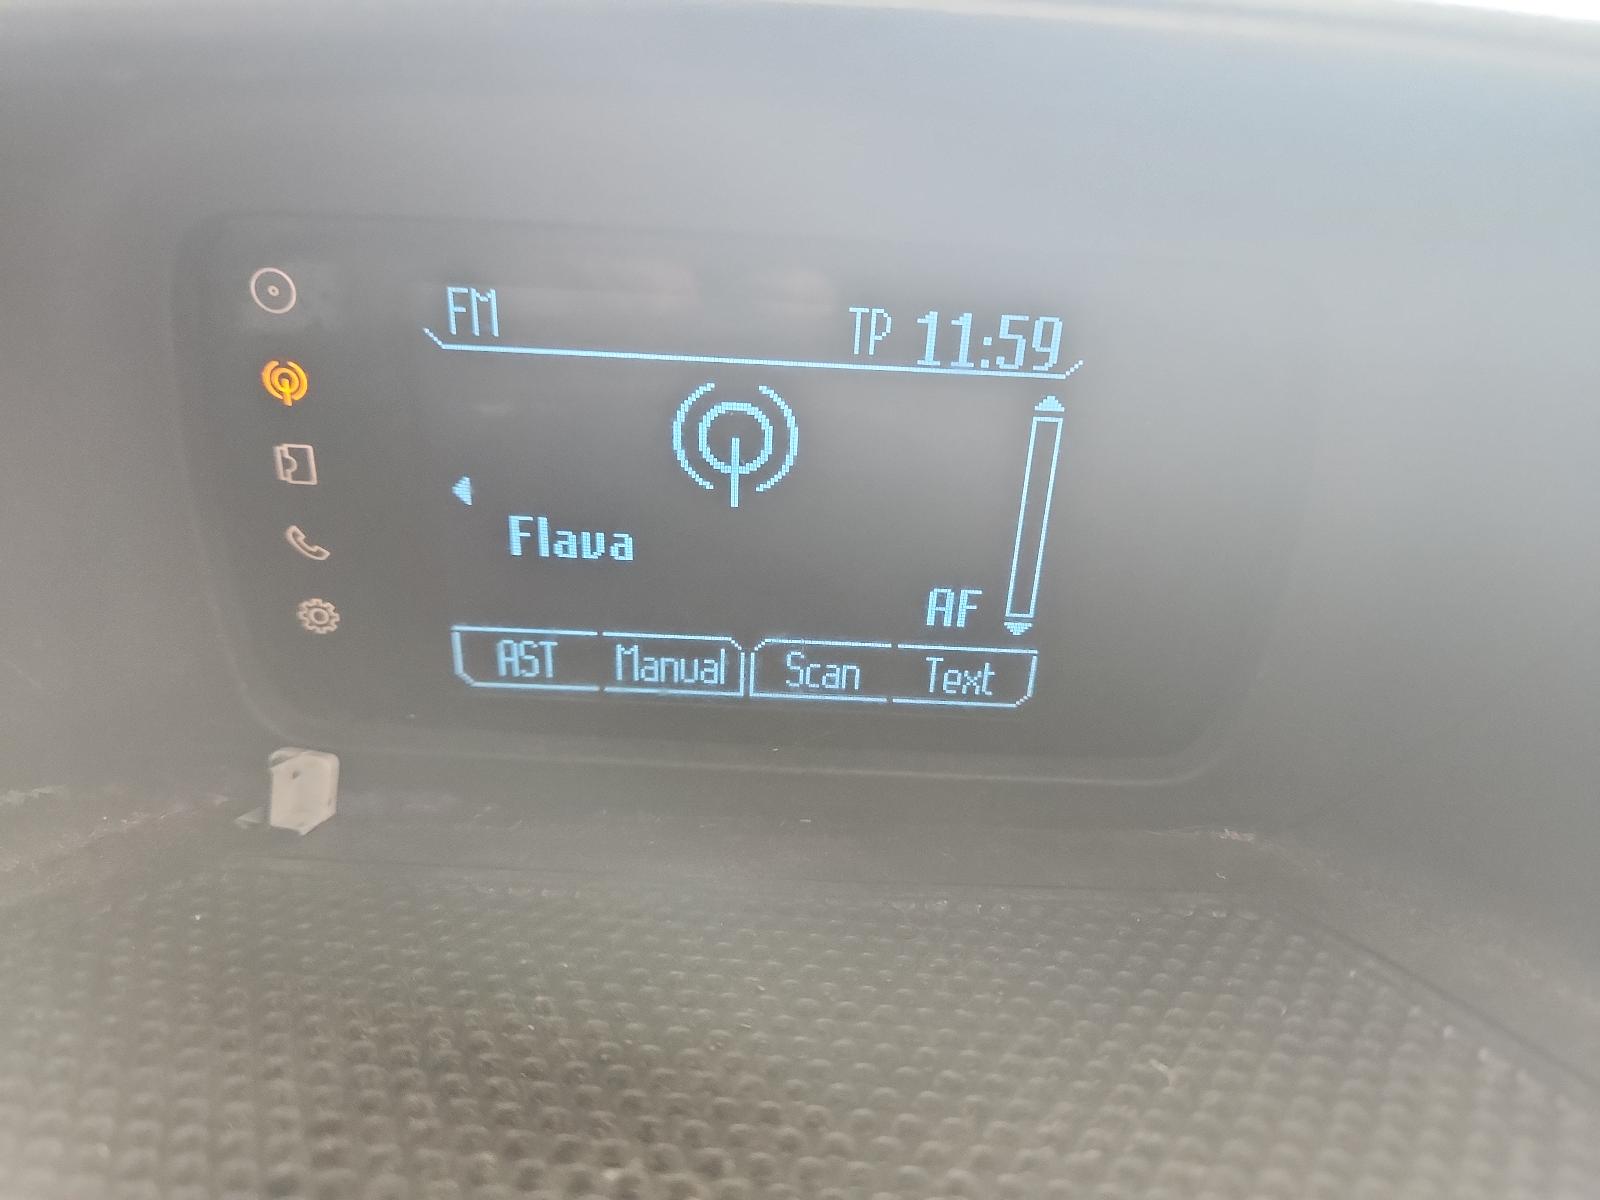 FM TP 11:59
Flava
AF
AST Manual Scan Text